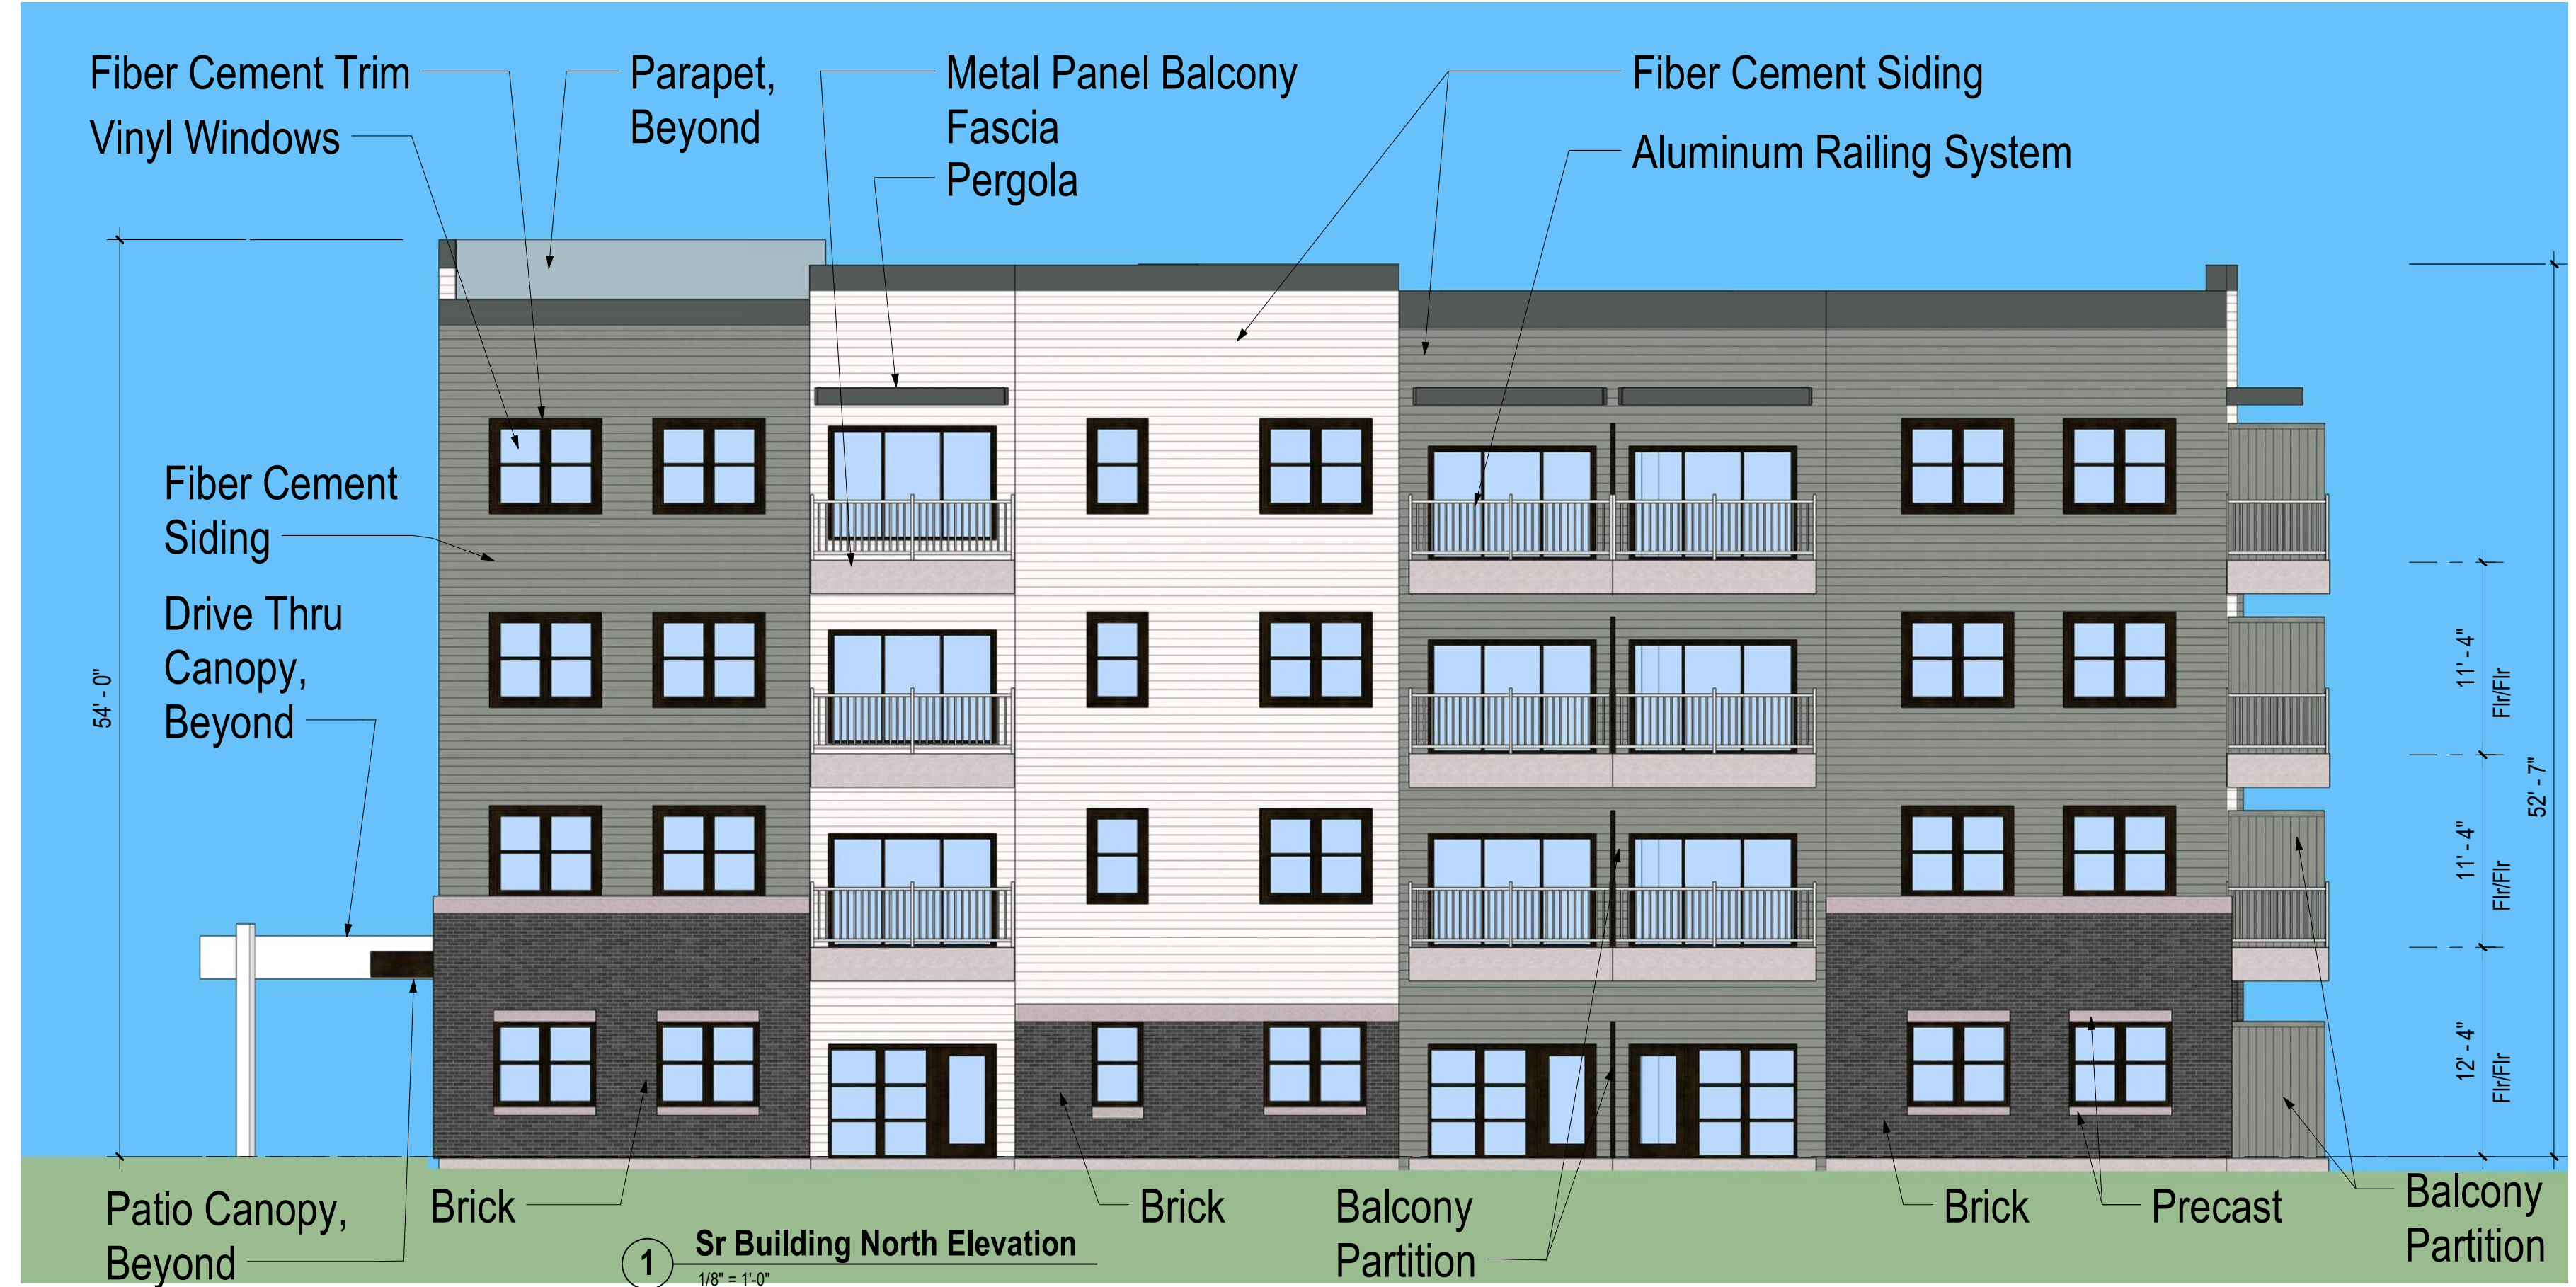 Fiber Cement Trim
Vinyl Windows
Parapet,
Beyond
Metal Panel Balcony
Fascia
Pergola
Fiber Cement Siding
Aluminum Railing System
Fiber Cement
Siding
Drive Thru
Canopy,
Beyond
54' - 0"
11' - 4"
Flr/Flr
11' - 4"
Flr/Flr
12' - 4"
Flr/Flr
52' - 7"
Patio Canopy,
Beyond
Brick
Brick
Balcony
Partition
Brick
Precast
Balcony
Partition
1
Sr Building North Elevation
1/8" = 1'-0"